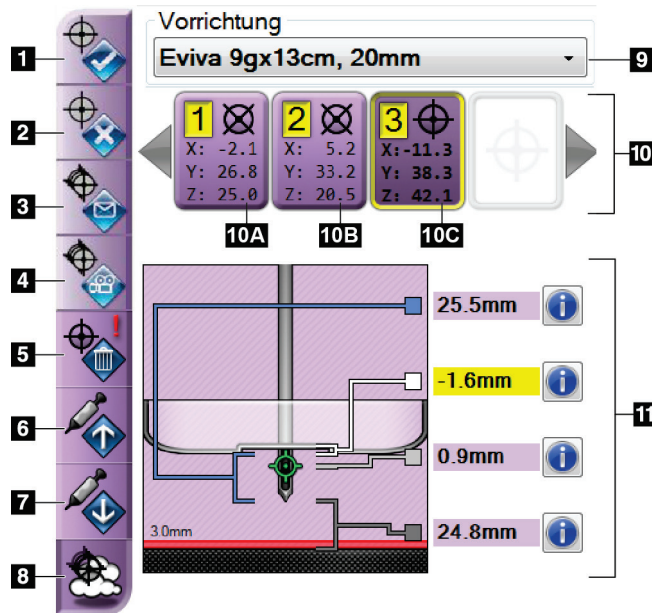 Vorrichtung
1
Eviva 9gx13cm, 20mm
9
2
1
X: -2.1
Y: 26.8
Z: 25.0
2
X: 5.2
Y: 33.2
Z: 20.5
3
X:-11.3
Y: 38.3
Z: 42.1
10
3
10A
10B
10C
4
25.5mm
!
5
-1.6mm
6
11
0.9mm
7
3.0mm
24.8mm
8